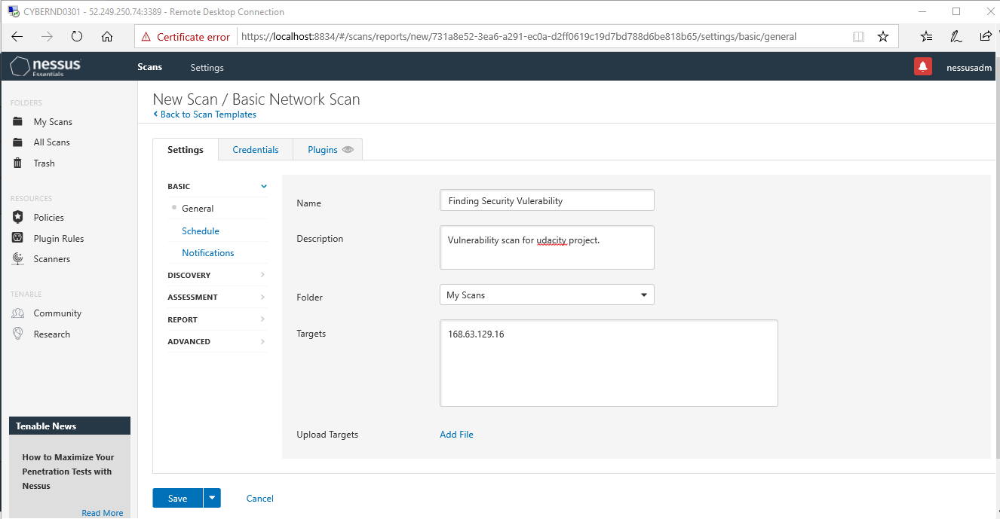 CYBERND0301 - 52.249.250.74:3389 - Remote Desktop Connection
Certificate error https://localhost:8834/#/scans/reports/new/731a8e52-3ea6-a291-ec0a-d2ff0619c19d7bd788d6be818b65/settings/basic/general
nessus
Essentials
Scans
Settings
nessusadm
FOLDERS
My Scans
All Scans
Trash
RESOURCES
Policies
Plugin Rules
Scanners
TENABLE
Community
Research
Tenable News
How to Maximize Your
Penetration Tests with
Nessus
Read More
New Scan / Basic Network Scan
Back to Scan Templates
Settings
Credentials
Plugins
BASIC
General
Schedule
Notifications
DISCOVERY
ASSESSMENT
REPORT
ADVANCED
Name
Finding Security Vulerability
Description
Vulnerability scan for udacity project.
Folder
My Scans
Targets
168.63.129.16
Upload Targets
Add File
Save
Cancel